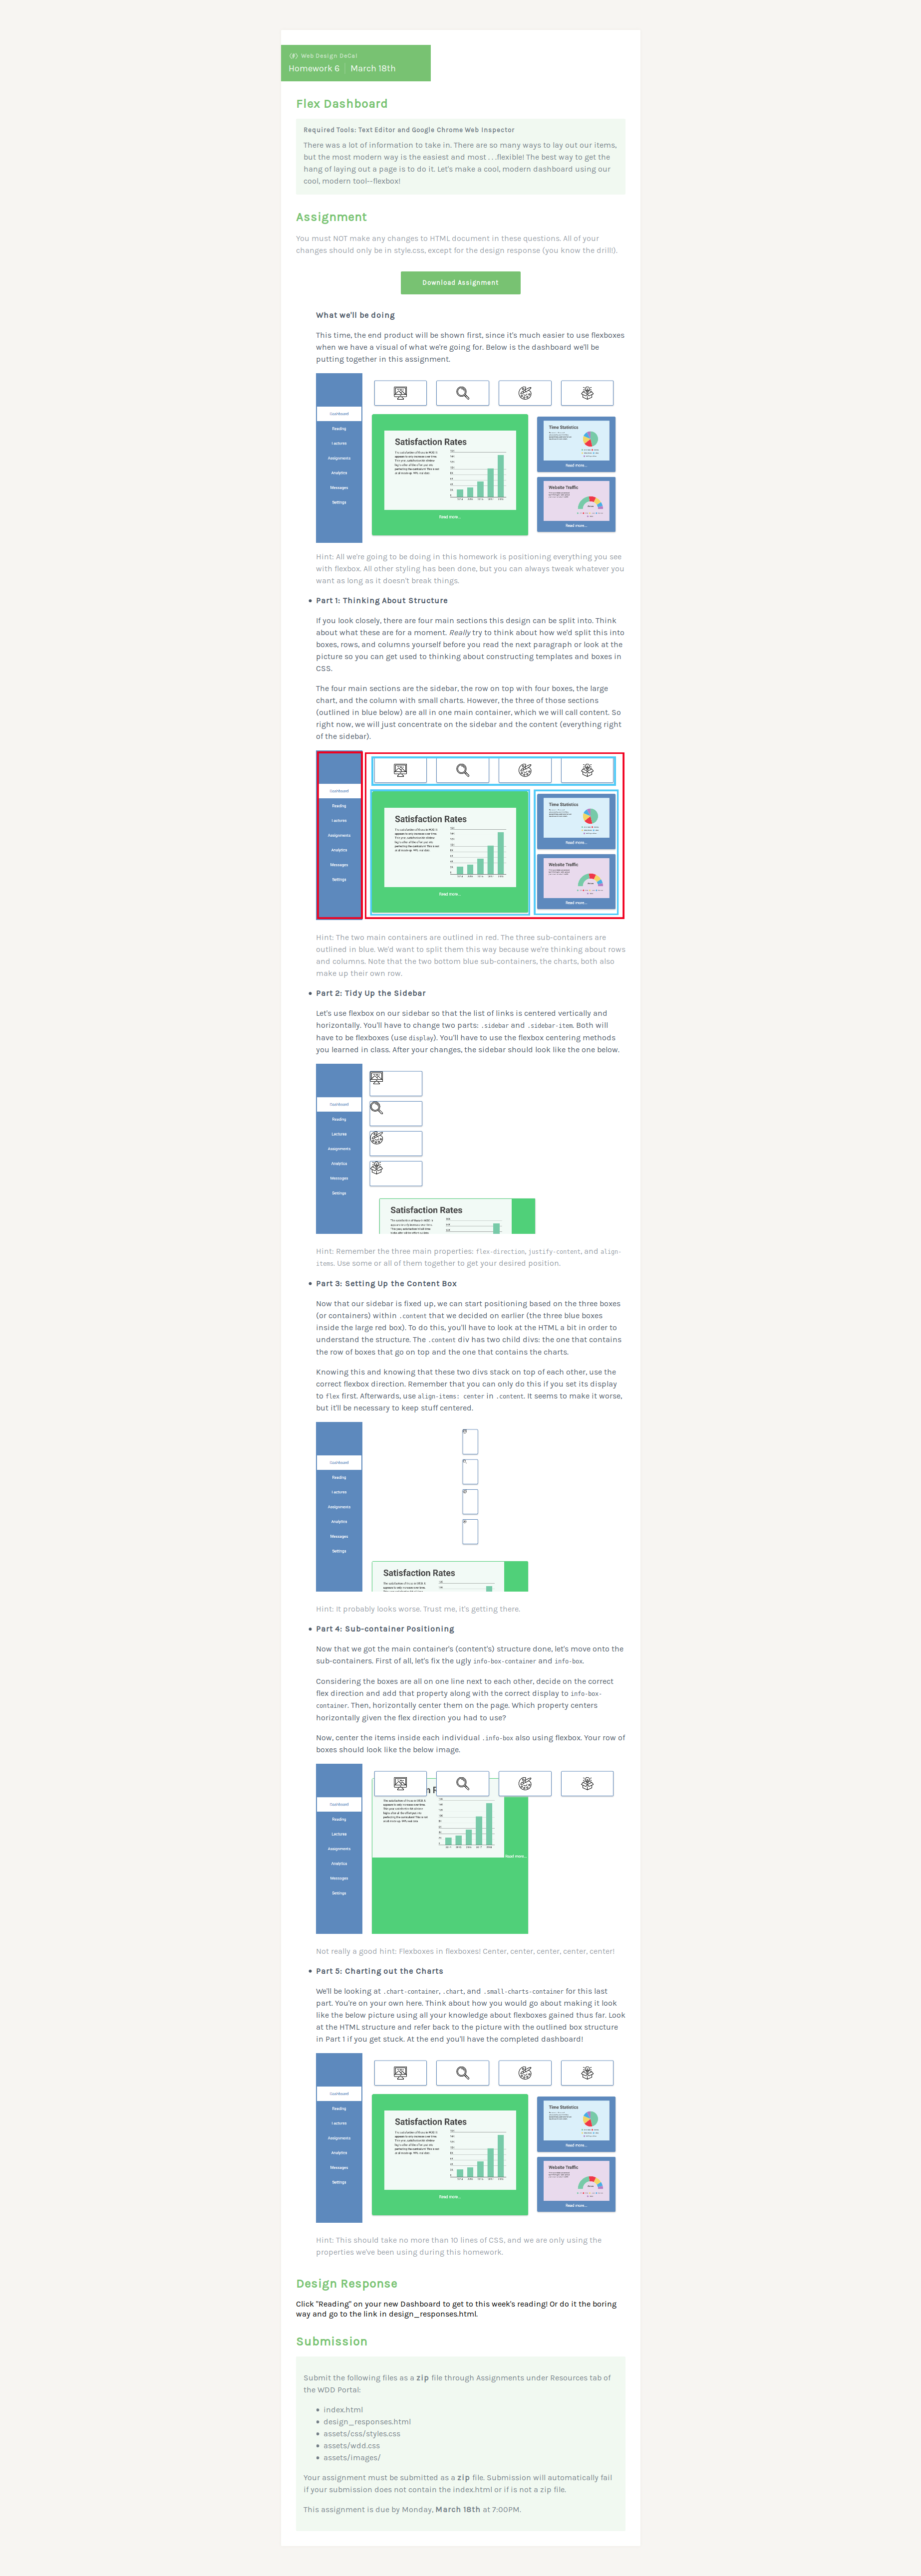 Web Design DeCal
Homework 6 | March 18th
Flex Dashboard
Required Tools: Text Editor and Google Chrome Web Inspector
There was a lot of information to take in. There are so many ways to lay out our items,
but the most modern way is the easiest and most . . .flexible! The best way to get the
hang of laying out a page is to do it. Let's make a cool, modern dashboard using our
cool, modern tool--flexbox!
Assignment
You must NOT make any changes to HTML document in these questions. All of your
changes should only be in style.css, except for the design response (you know the drill!).
Download Assignment
What we'll be doing
This time, the end product will be shown first, since it's much easier to use flexboxes
when we have a visual of what we're going for. Below is the dashboard we'll be
putting together in this assignment.
Dashboard
Reading
Lectures
Assignments
Analytics
Messages
Settings
Satisfaction Rates
Read more...
Time Statistics
Read more...
Website Traffic
Read more...
Hint: All we're going to be doing in this homework is positioning everything you see
with flexbox. All other styling has been done, but you can always tweak whatever you
want as long as it doesn't break things.
• Part 1: Thinking About Structure
If you look closely, there are four main sections this design can be split into. Think
about what these are for a moment. Really try to think about how we'd split this into
boxes, rows, and columns yourself before you read the next paragraph or look at the
picture so you can get used to thinking about constructing templates and boxes in
CSS.
The four main sections are the sidebar, the row on top with four boxes, the large
chart, and the column with small charts. However, the three of those sections
(outlined in blue below) are all in one main container, which we will call content. So
right now, we will just concentrate on the sidebar and the content (everything right
of the sidebar).
Dashboard
Reading
Lectures
Assignments
Analytics
Messages
Settings
Satisfaction Rates
Read more...
Time Statistics
Read more...
Website Traffic
Read more...
Hint: The two main containers are outlined in red. The three sub-containers are
outlined in blue. We'd want to split them this way because we're thinking about rows
and columns. Note that the two bottom blue sub-containers, the charts, both also
make up their own row.
• Part 2: Tidy Up the Sidebar
Let's use flexbox on our sidebar so that the list of links is centered vertically and
horizontally. You'll have to change two parts: .sidebar and .sidebar-item. Both will
have to be flexboxes (use display). You'll have to use the flexbox centering methods
you learned in class. After your changes, the sidebar should look like the one below.
Dashboard
Reading
Lectures
Assignments
Analytics
Messages
Settings
Satisfaction Rates
Hint: Remember the three main properties: flex-direction, justify-content, and align-
items. Use some or all of them together to get your desired position.
• Part 3: Setting Up the Content Box
Now that our sidebar is fixed up, we can start positioning based on the three boxes
(or containers) within .content that we decided on earlier (the three blue boxes
inside the large red box). To do this, you'll have to look at the HTML a bit in order to
understand the structure. The .content div has two child divs: the one that contains
the row of boxes that go on top and the one that contains the charts.
Knowing this and knowing that these two divs stack on top of each other, use the
correct flexbox direction. Remember that you can only do this if you set its display
to flex first. Afterwards, use align-items: center in .content. It seems to make it worse,
but it'll be necessary to keep stuff centered.
Dashboard
Reading
Lectures
Assignments
Analytics
Messages
Settings
Satisfaction Rates
Hint: It probably looks worse. Trust me, it's getting there.
• Part 4: Sub-container Positioning
Now that we got the main container's (content's) structure done, let's move onto the
sub-containers. First of all, let's fix the ugly info-box-container and info-box.
Considering the boxes are all on one line next to each other, decide on the correct
flex direction and add that property along with the correct display to info-box-
container. Then, horizontally center them on the page. Which property centers
horizontally given the flex direction you had to use?
Now, center the items inside each individual .info-box also using flexbox. Your row of
boxes should look like the below image.
Dashboard
Reading
Lectures
Assignments
Analytics
Messages
Settings
Read more...
Not really a good hint: Flexboxes in flexboxes! Center, center, center, center, center!
• Part 5: Charting out the Charts
We'll be looking at .chart-container, .chart, and .small-charts-container for this last
part. You're on your own here. Think about how you would go about making it look
like the below picture using all your knowledge about flexboxes gained thus far. Look
at the HTML structure and refer back to the picture with the outlined box structure
in Part 1 if you get stuck. At the end you'll have the completed dashboard!
Dashboard
Reading
Lectures
Assignments
Analytics
Messages
Settings
Satisfaction Rates
Read more...
Time Statistics
Read more...
Website Traffic
Read more...
Hint: This should take no more than 10 lines of CSS, and we are only using the
properties we've been using during this homework.
Design Response
Click "Reading" on your new Dashboard to get to this week's reading! Or do it the boring
way and go to the link in design_responses.html.
Submission
Submit the following files as a zip file through Assignments under Resources tab of
the WDD Portal:
• index.html
• design_responses.html
• assets/css/styles.css
• assets/wdd.css
• assets/images/
Your assignment must be submitted as a zip file. Submission will automatically fail
if your submission does not contain the index.html or if is not a zip file.
This assignment is due by Monday, March 18th at 7:00PM.